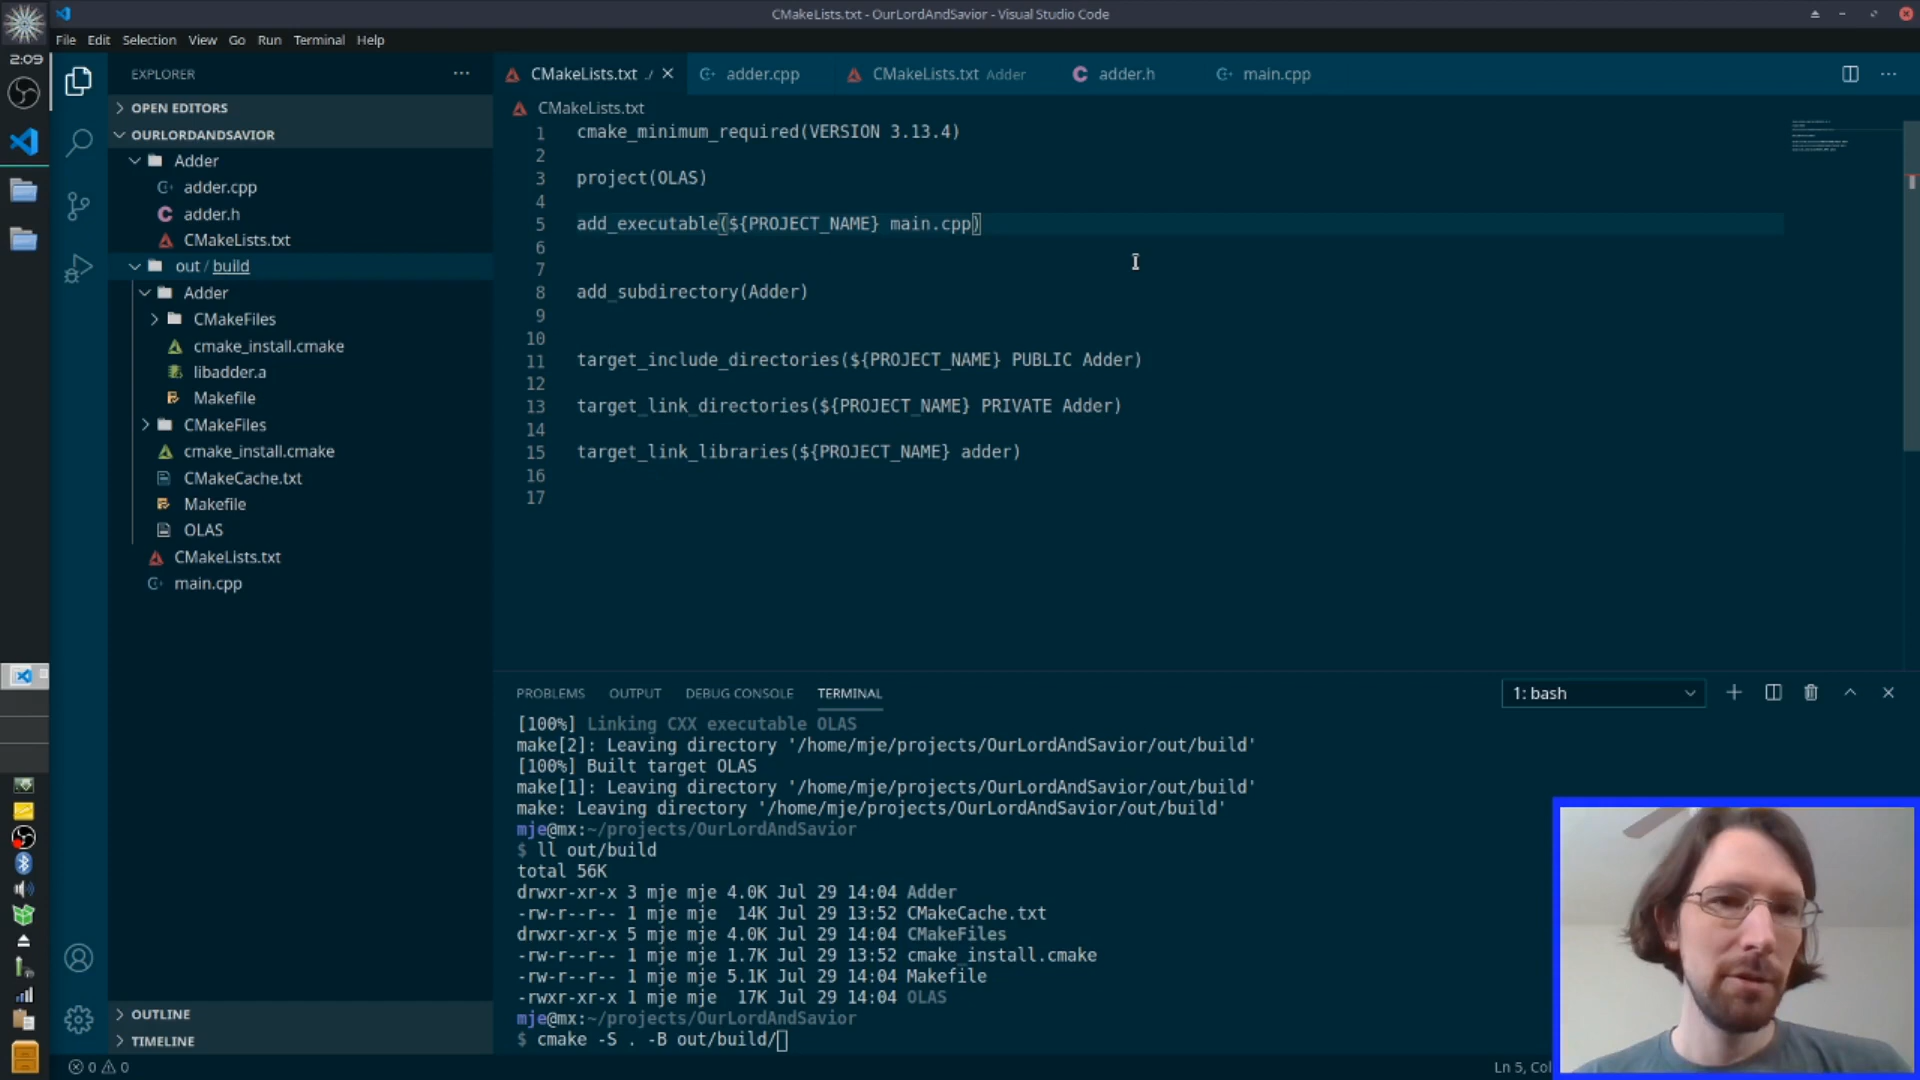 CMakeLists.txt - OurLordAndSavior - Visual Studio Code
File Edit Selection View Go Run Terminal Help
2:09
EXPLORER
OPEN EDITORS
OURLORDANDSAVIOR
Adder
adder.cpp
adder.h
CMakeLists.txt
out / build
Adder
CMakeFiles
cmake_install.cmake
libadder.a
Makefile
CMakeFiles
cmake_install.cmake
CMakeCache.txt
Makefile
OLAS
CMakeLists.txt
main.cpp
OUTLINE
TIMELINE
CMakeLists.txt ./ adder.cpp CMakeLists.txt Adder adder.h main.cpp
CMakeLists.txt
1 cmake_minimum_required(VERSION 3.13.4)
2
3 project(OLAS)
4
5 add_executable(${PROJECT_NAME} main.cpp)
6
7
8 add_subdirectory(Adder)
9
10
11 target_include_directories(${PROJECT_NAME} PUBLIC Adder)
12
13 target_link_directories(${PROJECT_NAME} PRIVATE Adder)
14
15 target_link_libraries(${PROJECT_NAME} adder)
16
17
PROBLEMS OUTPUT DEBUG CONSOLE TERMINAL 1: bash
[100%] Linking CXX executable OLAS
make[2]: Leaving directory '/home/mje/projects/OurLordAndSavior/out/build'
[100%] Built target OLAS
make[1]: Leaving directory '/home/mje/projects/OurLordAndSavior/out/build'
make: Leaving directory '/home/mje/projects/OurLordAndSavior/out/build'
mje@mx:~/projects/OurLordAndSavior
$ ll out/build
total 56K
drwxr-xr-x 3 mje mje 4.0K Jul 29 14:04 Adder
-rw-r--r-- 1 mje mje 14K Jul 29 13:52 CMakeCache.txt
drwxr-xr-x 5 mje mje 4.0K Jul 29 14:04 CMakeFiles
-rw-r--r-- 1 mje mje 1.7K Jul 29 13:52 cmake_install.cmake
-rw-r--r-- 1 mje mje 5.1K Jul 29 14:04 Makefile
-rwxr-xr-x 1 mje mje 17K Jul 29 14:04 OLAS
mje@mx:~/projects/OurLordAndSavior
$ cmake -S . -B out/build/
0 0
Ln 5, Col